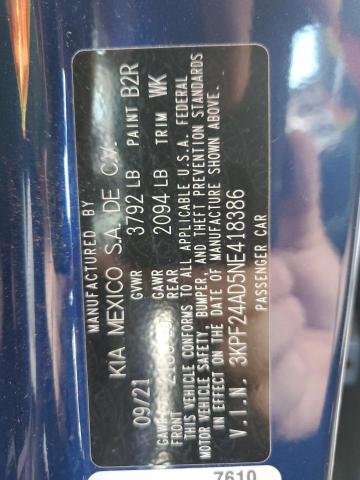 MANUFACTURED BY
KIA MEXICO S.A. DE C.V.
09/21 GVWR 3792 LB PAINT B2R
GAWR FRONT LB GAWR REAR 2094 LB TRIM WK
THIS VEHICLE CONFORMS TO ALL APPLICABLE U.S.A. FEDERAL
MOTOR VEHICLE SAFETY, BUMPER, AND THEFT PREVENTION STANDARDS
IN EFFECT ON THE DATE OF MANUFACTURE SHOWN ABOVE.
V.I.N. 3KPF24AD5NE418386
PASSENGER CAR
7610